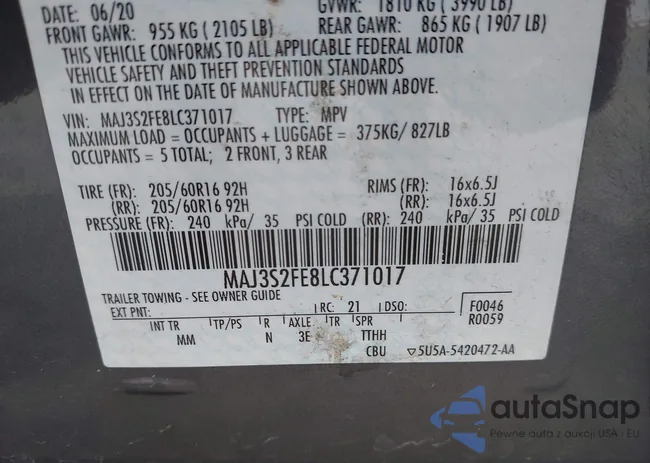 DATE: 06/20 GVWR: 1810 KG ( 3990 LB)
FRONT GAWR: 955 KG ( 2105 LB) REAR GAWR: 865 KG ( 1907 LB)
THIS VEHICLE CONFORMS TO ALL APPLICABLE FEDERAL MOTOR
VEHICLE SAFETY AND THEFT PREVENTION STANDARDS
IN EFFECT ON THE DATE OF MANUFACTURE SHOWN ABOVE.
VIN: MAJ3S2FE8LC371017 TYPE: MPV
MAXIMUM LOAD = OCCUPANTS + LUGGAGE = 375KG/ 827LB
OCCUPANTS = 5 TOTAL; 2 FRONT, 3 REAR
TIRE (FR): 205/60R16 92H RIMS (FR): 16x6.5J
(RR): 205/60R16 92H (RR): 16x6.5J
PRESSURE (FR): 240 kPa/ 35 PSI COLD (RR): 240 kPa/ 35 PSI COLD
MAJ3S2FE8LC371017
TRAILER TOWING - SEE OWNER GUIDE
EXT PNT: RC: 21 DSO: F0046
R0059
INT TR TP/PS R AXLE TR SPR
MM N 3E TTHH
CBU 5U5A-5420472-AA
autaSnap
Pewne auta z aukcji USA - EU